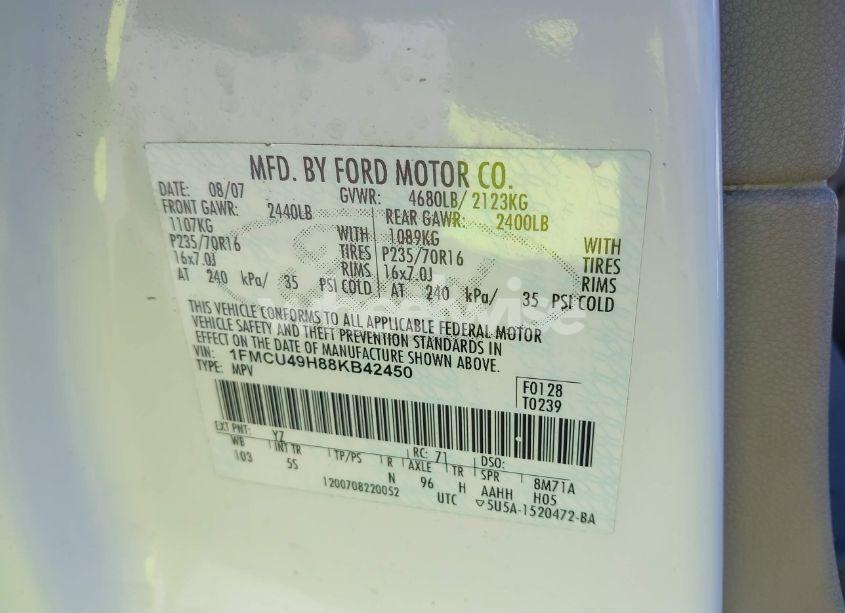 MFD. BY FORD MOTOR CO.
DATE: 08/07 GVWR: 4680LB/ 2123KG
FRONT GAWR: 2440LB REAR GAWR: 2400LB
1107KG WITH 1089KG WITH
P235/70R16 TIRES P235/70R16 TIRES
16x7.0J RIMS 16x7.0J RIMS
AT 240 kPa/ 35 PSI COLD AT 240 kPa/ 35 PSI COLD
THIS VEHICLE CONFORMS TO ALL APPLICABLE FEDERAL MOTOR
VEHICLE SAFETY AND THEFT PREVENTION STANDARDS IN
EFFECT ON THE DATE OF MANUFACTURE SHOWN ABOVE.
VIN: 1FMCU49H88KB42450
TYPE: MPV
F0128
T0239
EXT PNT: YZ RC: 71 DSO:
WB INT TR TP/PS R AXLE TR SPR 8M71A
103 5S N 96 H AAHH H05
1200708220052 UTC ▽5U5A-1520472-BA
wheelwise